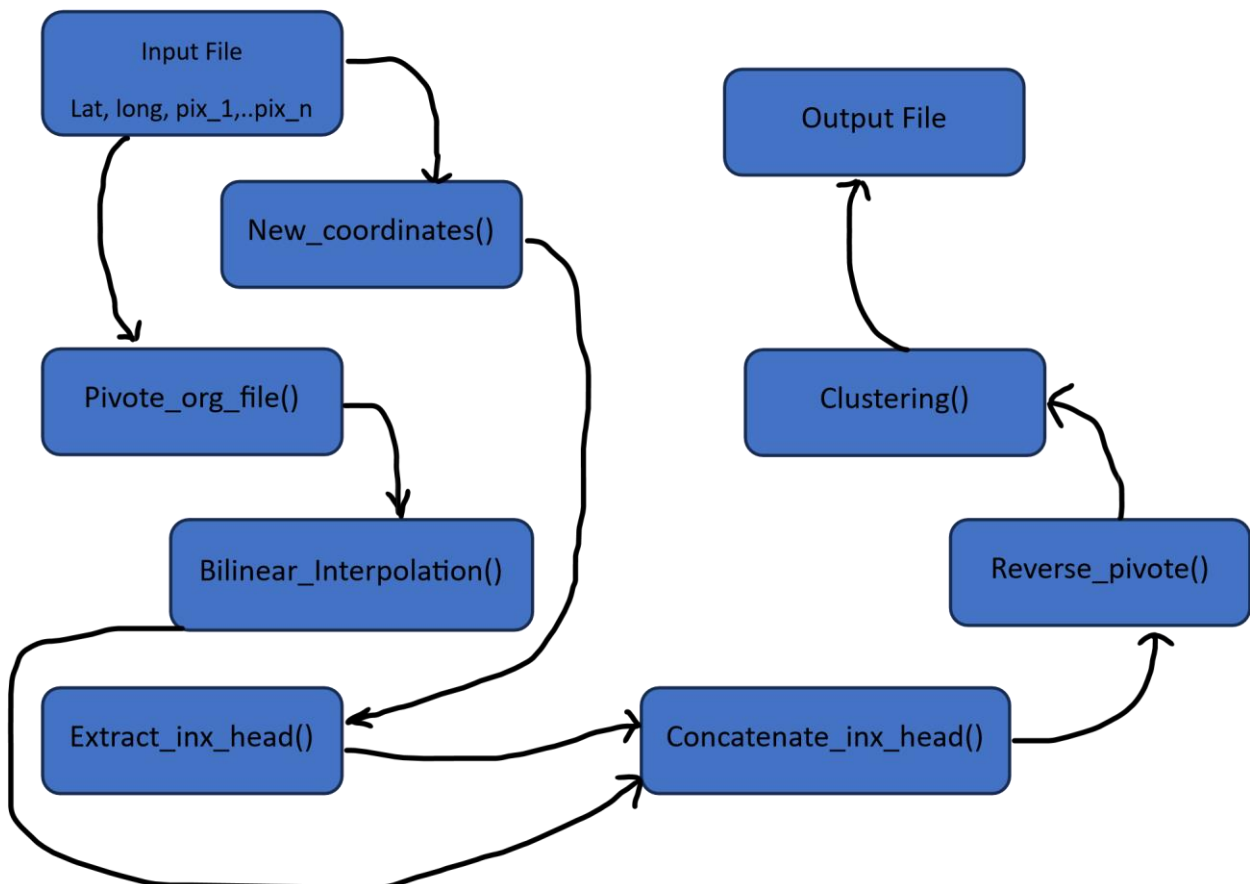 Input File
Lat, long, pix_1,..pix_n
Output File
New_coordinates()
Pivote_org_file()
Clustering()
Bilinear_Interpolation()
Reverse_pivote()
Extract_inx_head()
Concatenate_inx_head()